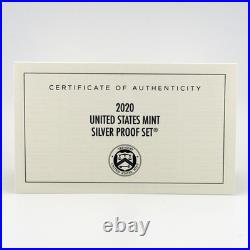 CERTIFICATE OF AUTHENTICITY
2020
UNITED STATES MINT
SILVER PROOF SET®